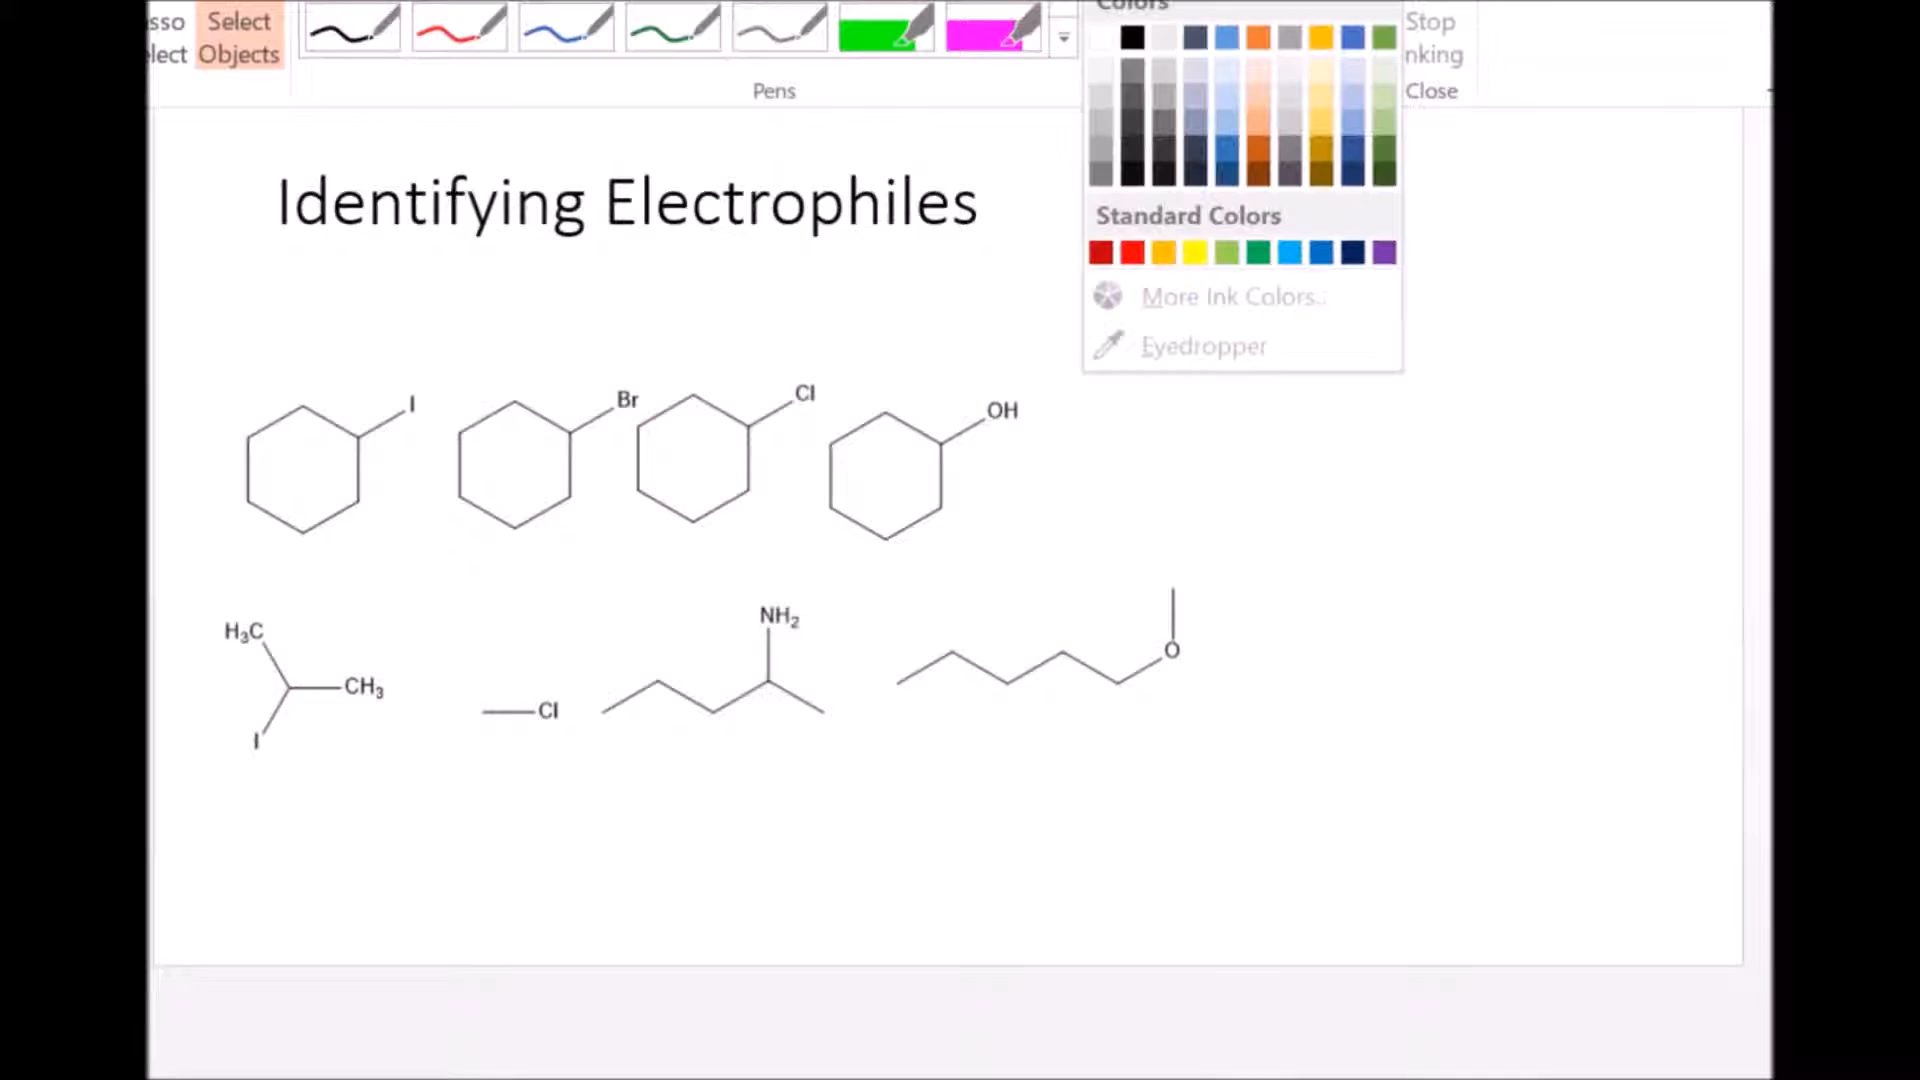 Colors
sso Select
lect Objects
Stop
nking
Close
Pens
Standard Colors
More Ink Colors..
Eyedropper
Identifying Electrophiles
I
Br
Cl
OH
H₃C
CH₃
I
Cl
NH₂
O